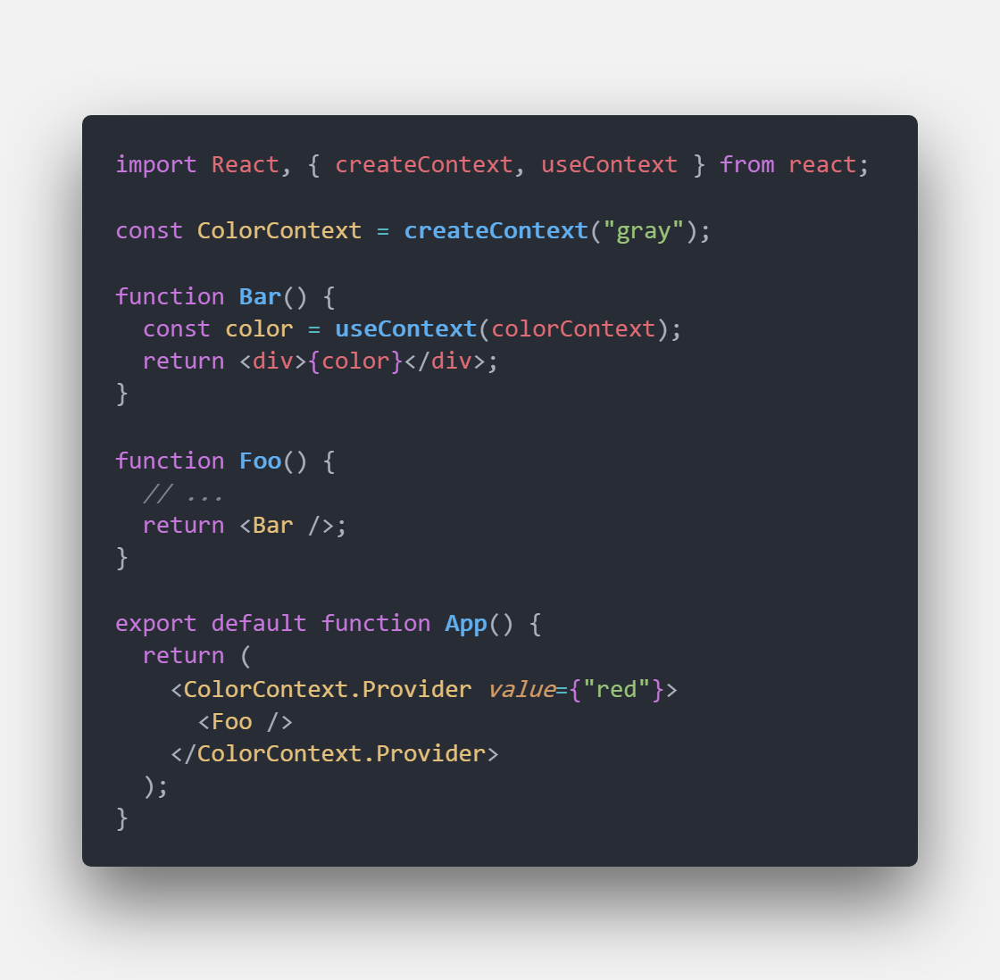 import React, { createContext, useContext } from react;
const ColorContext = createContext("gray");
function Bar() {
  const color = useContext(colorContext);
  return <div>{color}</div>;
}
function Foo() {
  // ...
  return <Bar />;
}
export default function App() {
  return (
    <ColorContext.Provider value={"red"}>
      <Foo />
    </ColorContext.Provider>
  );
}